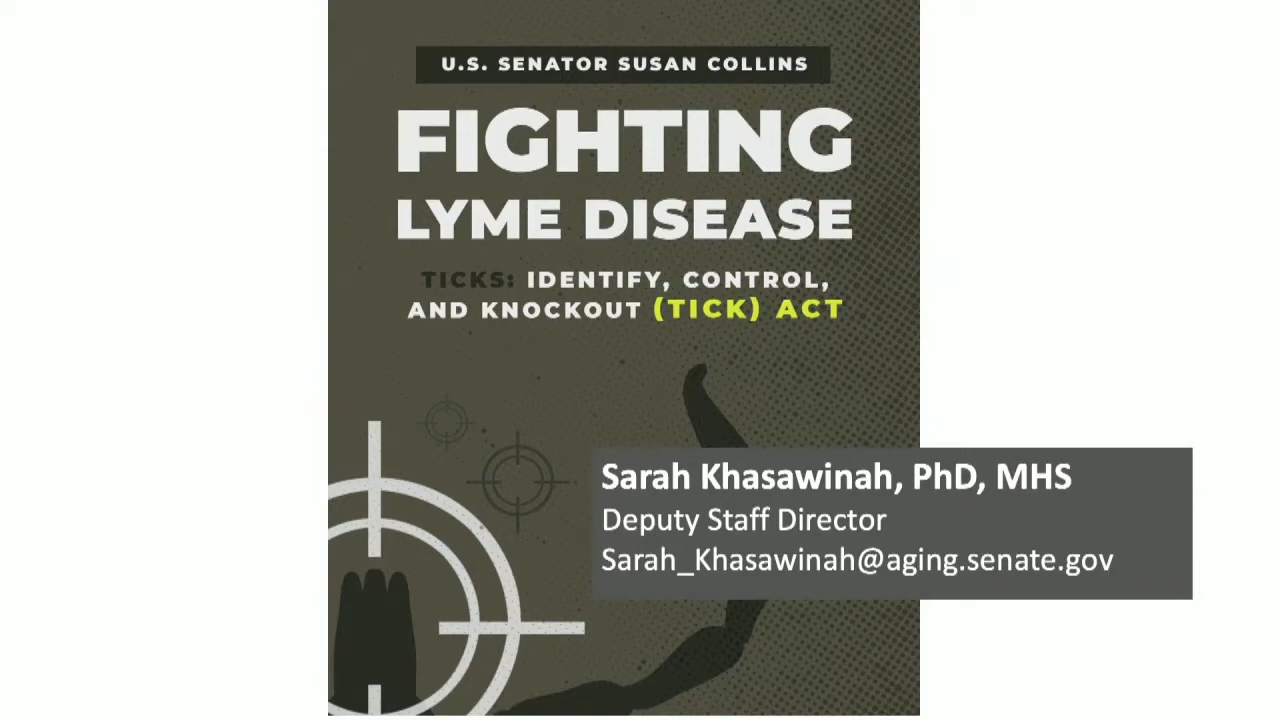 U.S. SENATOR SUSAN COLLINS
FIGHTING
LYME DISEASE
TICKS: IDENTIFY, CONTROL,
AND KNOCKOUT (TICK) ACT
Sarah Khasawinah, PhD, MHS
Deputy Staff Director
Sarah_Khasawinah@aging.senate.gov